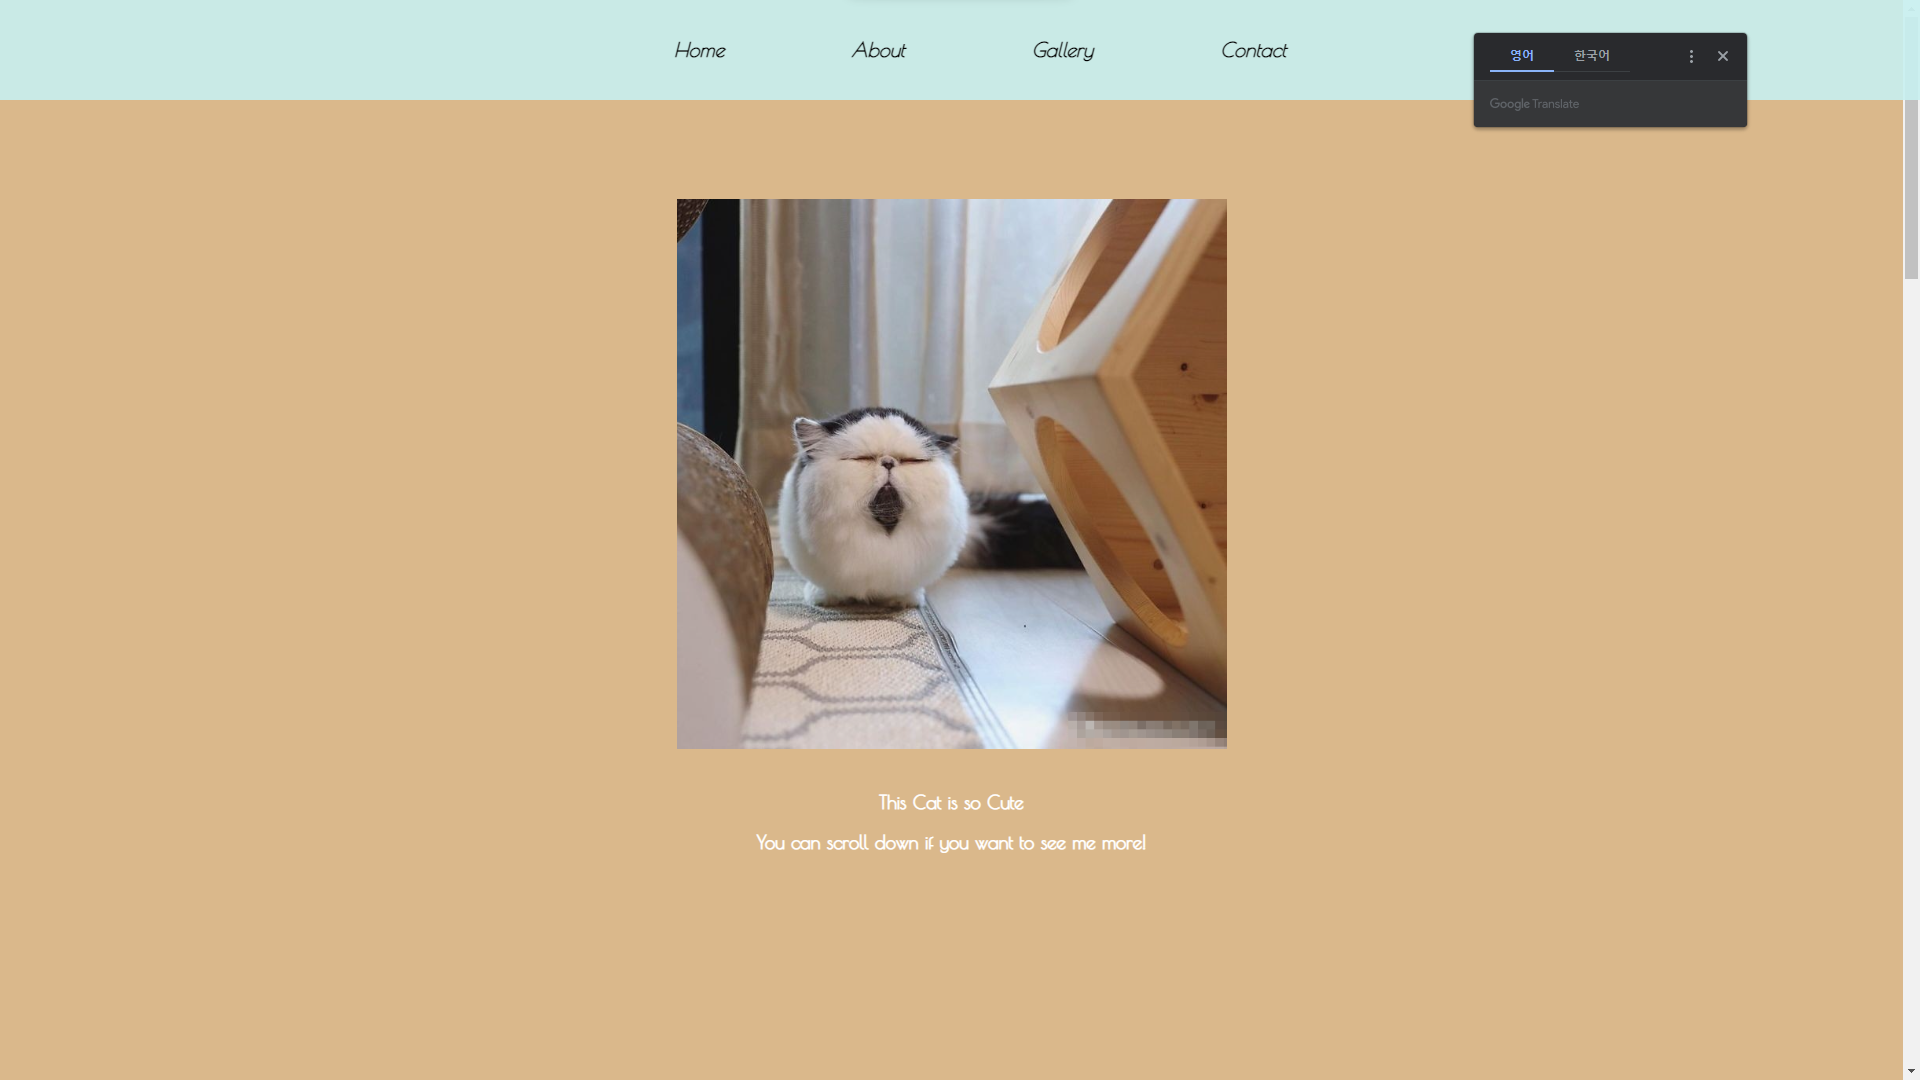 Home
About
Gallery
Contact
영어
한국어
Google Translate
This Cat is so Cute
You can scroll down if you want to see me more!